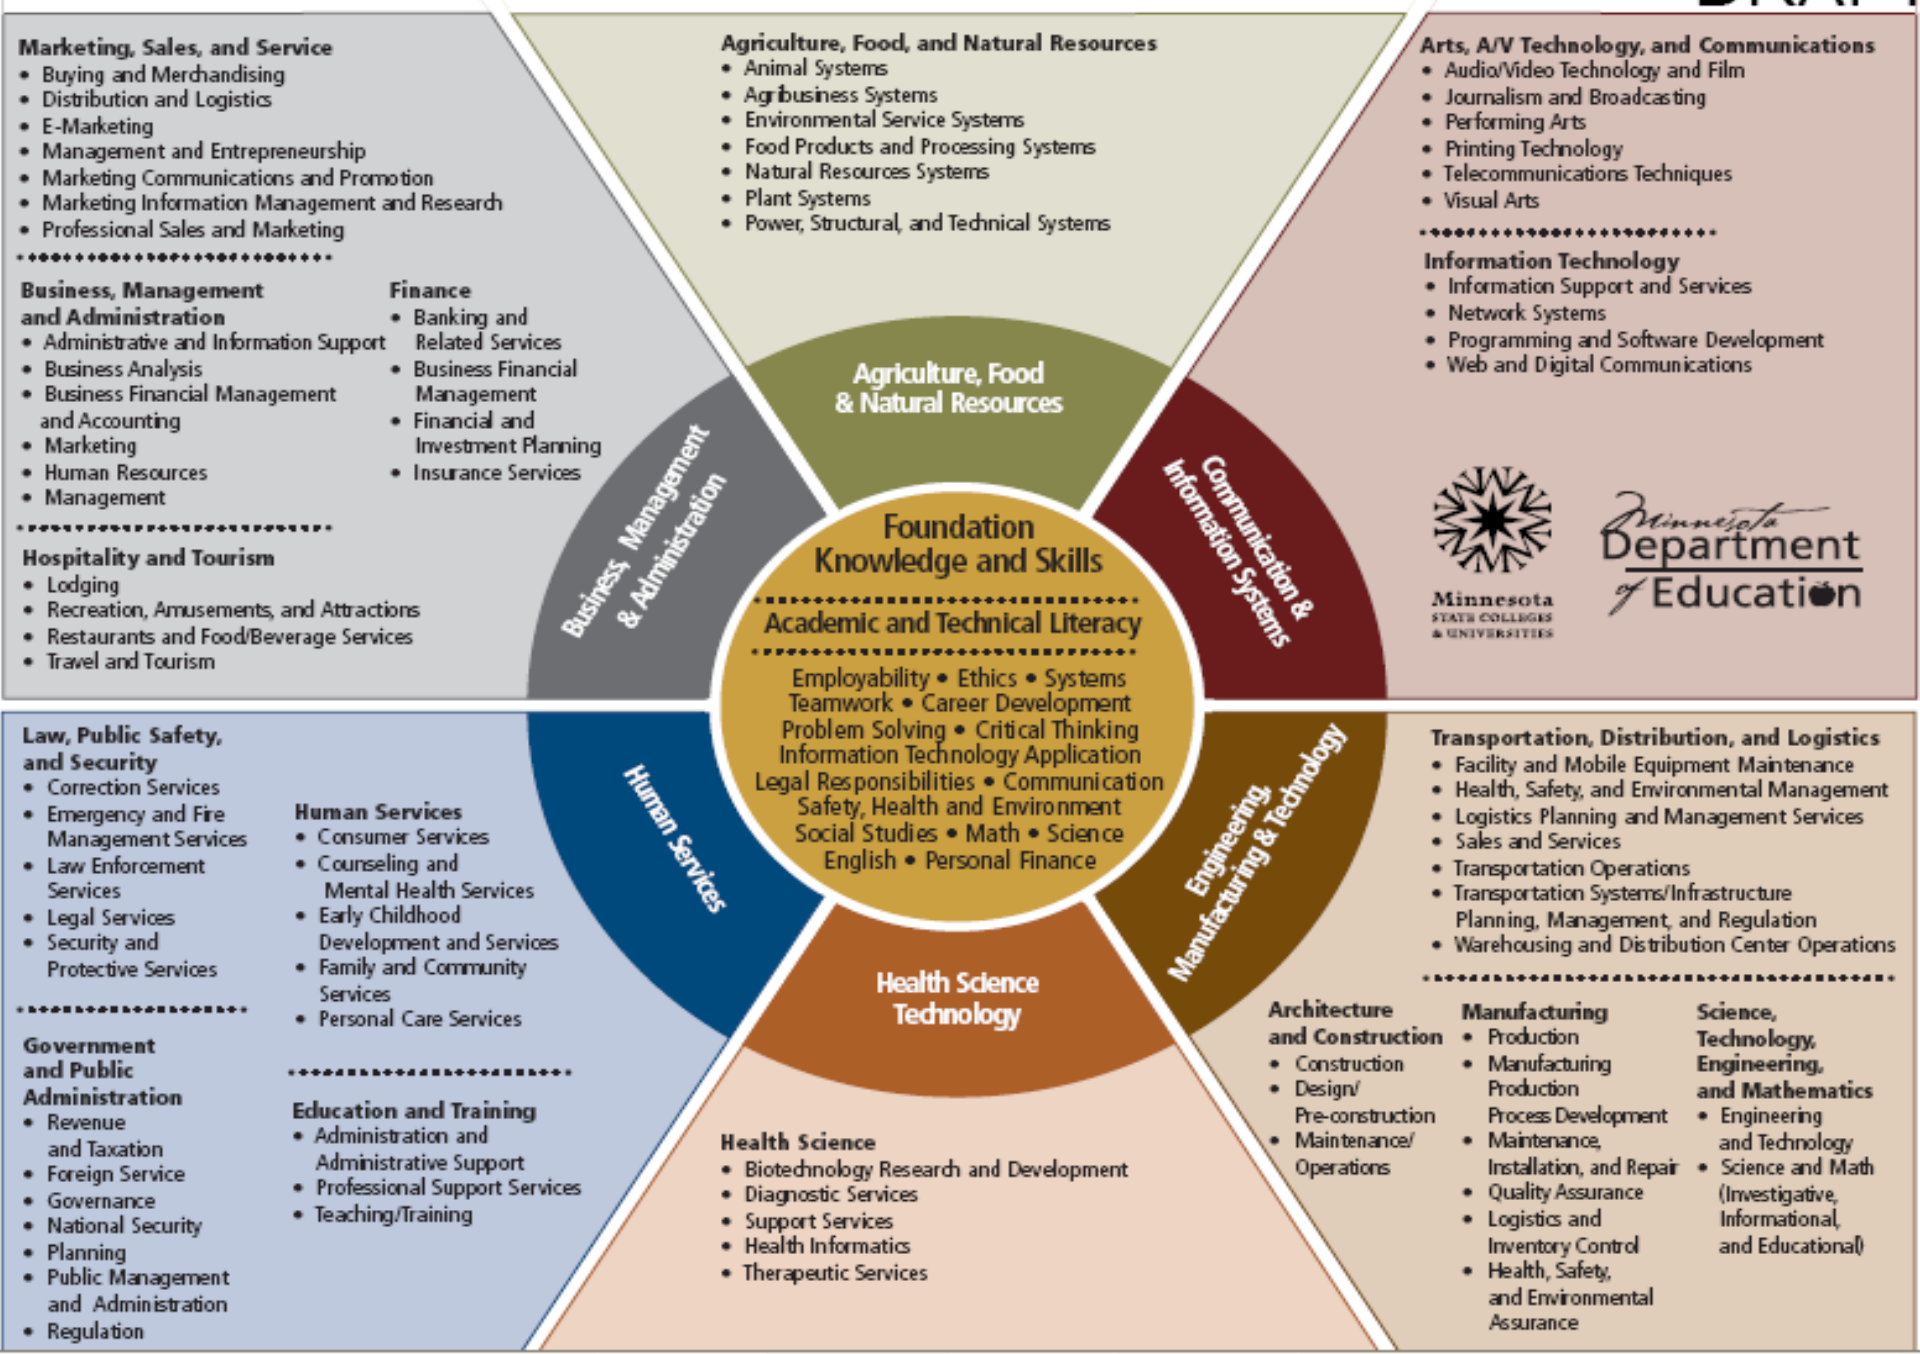 Marketing, Sales, and Service
• Buying and Merchandising
• Distribution and Logistics
• E-Marketing
• Management and Entrepreneurship
• Marketing Communications and Promotion
• Marketing Information Management and Research
• Professional Sales and Marketing
Business, Management
and Administration
• Administrative and Information Support
• Business Analysis
• Business Financial Management
and Accounting
• Marketing
• Human Resources
• Management
Finance
• Banking and
Related Services
• Business Financial
Management
• Financial and
Investment Planning
• Insurance Services
Hospitality and Tourism
• Lodging
• Recreation, Amusements, and Attractions
• Restaurants and Food/Beverage Services
• Travel and Tourism
Business, Management
& Administration
Agriculture, Food, and Natural Resources
• Animal Systems
• Agribusiness Systems
• Environmental Service Systems
• Food Products and Processing Systems
• Natural Resources Systems
• Plant Systems
• Power, Structural, and Technical Systems
Agriculture, Food
& Natural Resources
Arts, A/V Technology, and Communications
• Audio/Video Technology and Film
• Journalism and Broadcasting
• Performing Arts
• Printing Technology
• Telecommunications Techniques
• Visual Arts
Information Technology
• Information Support and Services
• Network Systems
• Programming and Software Development
• Web and Digital Communications
Communication &
Information Systems
Minnesota
STATE COLLEGES
& UNIVERSITIES
Minnesota
Department
of Education
Foundation
Knowledge and Skills
Academic and Technical Literacy
Employability • Ethics • Systems
Teamwork • Career Development
Problem Solving • Critical Thinking
Information Technology Application
Legal Responsibilities • Communication
Safety, Health and Environment
Social Studies • Math • Science
English • Personal Finance
Law, Public Safety,
and Security
• Correction Services
• Emergency and Fire
Management Services
• Law Enforcement
Services
• Legal Services
• Security and
Protective Services
Government
and Public
Administration
• Revenue
and Taxation
• Foreign Service
• Governance
• National Security
• Planning
• Public Management
and Administration
• Regulation
Human Services
• Consumer Services
• Counseling and
Mental Health Services
• Early Childhood
Development and Services
• Family and Community
Services
• Personal Care Services
Education and Training
• Administration and
Administrative Support
• Professional Support Services
• Teaching/Training
Human Services
Health Science
Technology
Health Science
• Biotechnology Research and Development
• Diagnostic Services
• Support Services
• Health Informatics
• Therapeutic Services
Engineering,
Manufacturing & Technology
Transportation, Distribution, and Logistics
• Facility and Mobile Equipment Maintenance
• Health, Safety, and Environmental Management
• Logistics Planning and Management Services
• Sales and Services
• Transportation Operations
• Transportation Systems/Infrastructure
Planning, Management, and Regulation
• Warehousing and Distribution Center Operations
Architecture
and Construction
• Construction
• Design/
Pre-construction
• Maintenance/
Operations
Manufacturing
• Production
• Manufacturing
Production
Process Development
• Maintenance,
Installation, and Repair
• Quality Assurance
• Logistics and
Inventory Control
• Health, Safety,
and Environmental
Assurance
Science,
Technology,
Engineering,
and Mathematics
• Engineering
and Technology
• Science and Math
(Investigative,
Informational,
and Educational)